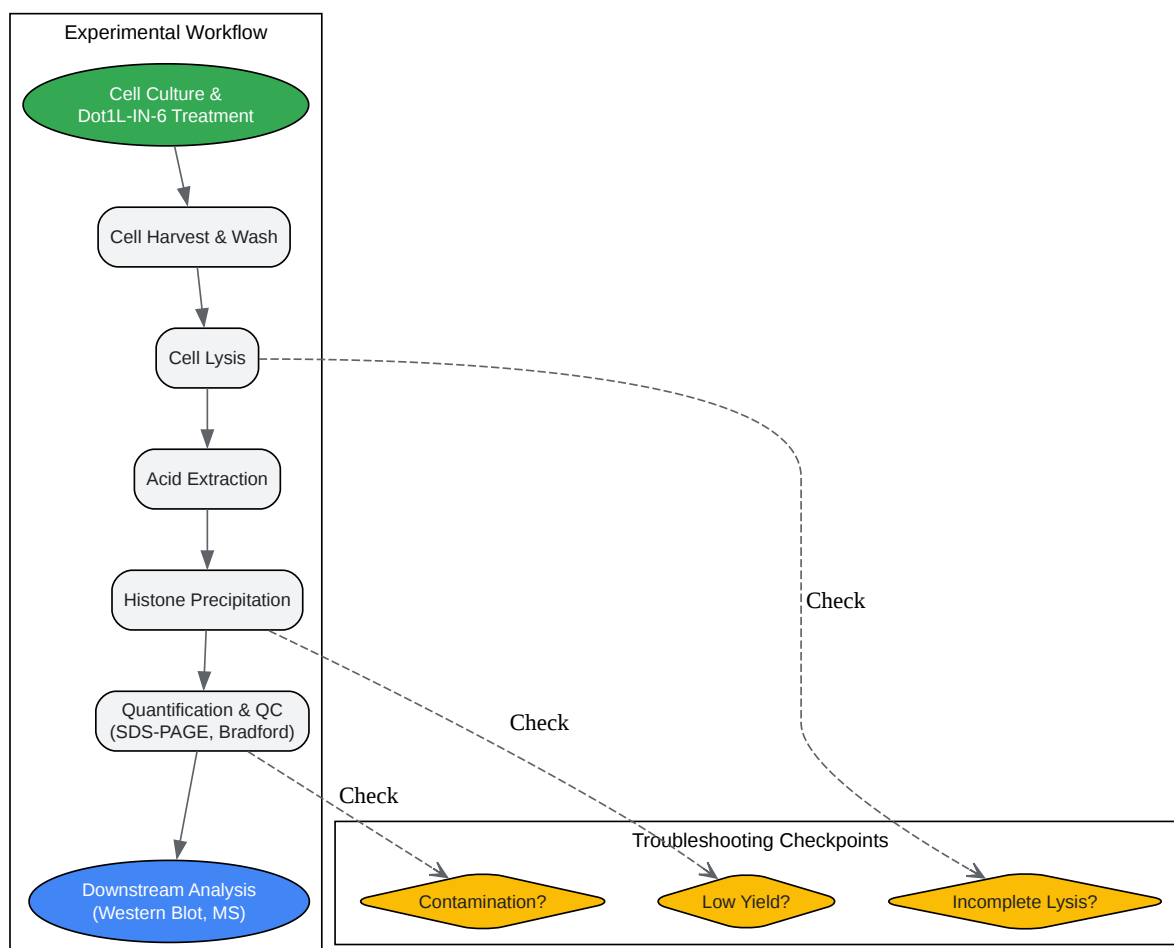 Experimental Workflow
Cell Culture &
Dot1L-IN-6 Treatment
Cell Harvest & Wash
Cell Lysis
Acid Extraction
Histone Precipitation
Check
Quantification & QC
(SDS-PAGE, Bradford)
Check
Check
Troubleshooting Checkpoints
Downstream Analysis
(Western Blot, MS)
Contamination?
Low Yield?
Incomplete Lysis?